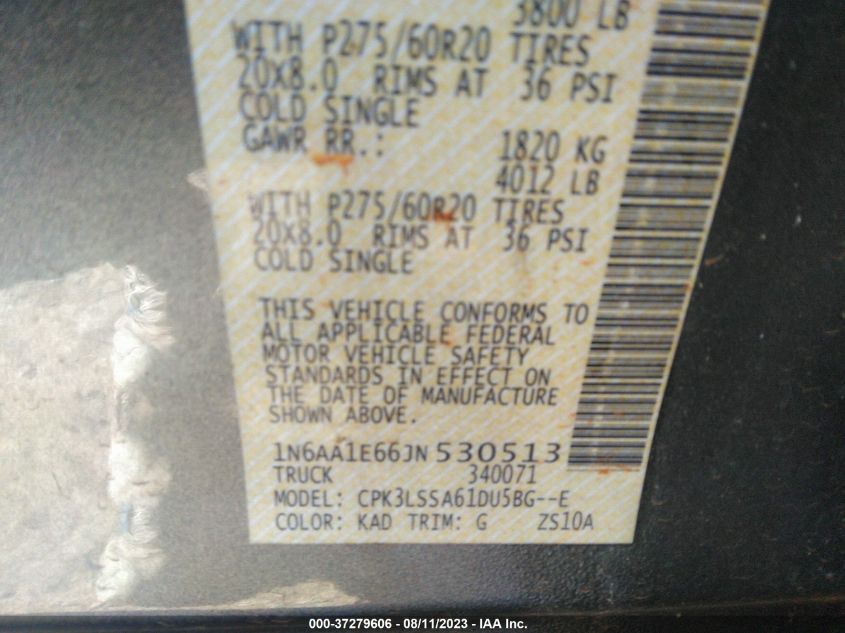 3800 LB
WITH P275/60R20 TIRES
20X8.0 RIMS AT 36 PSI
COLD SINGLE
GAWR RR.: 1820 KG
4012 LB
WITH P275/60R20 TIRES
20X8.0 RIMS AT 36 PSI
COLD SINGLE
THIS VEHICLE CONFORMS TO
ALL APPLICABLE FEDERAL
MOTOR VEHICLE SAFETY
STANDARDS IN EFFECT ON
THE DATE OF MANUFACTURE
SHOWN ABOVE.
1N6AA1E66JN530513
TRUCK 340071
MODEL: CPK3LSSA61DU5BG--E
COLOR: KAD TRIM: G ZS10A
000-37279606 - 08/11/2023 - IAA Inc.